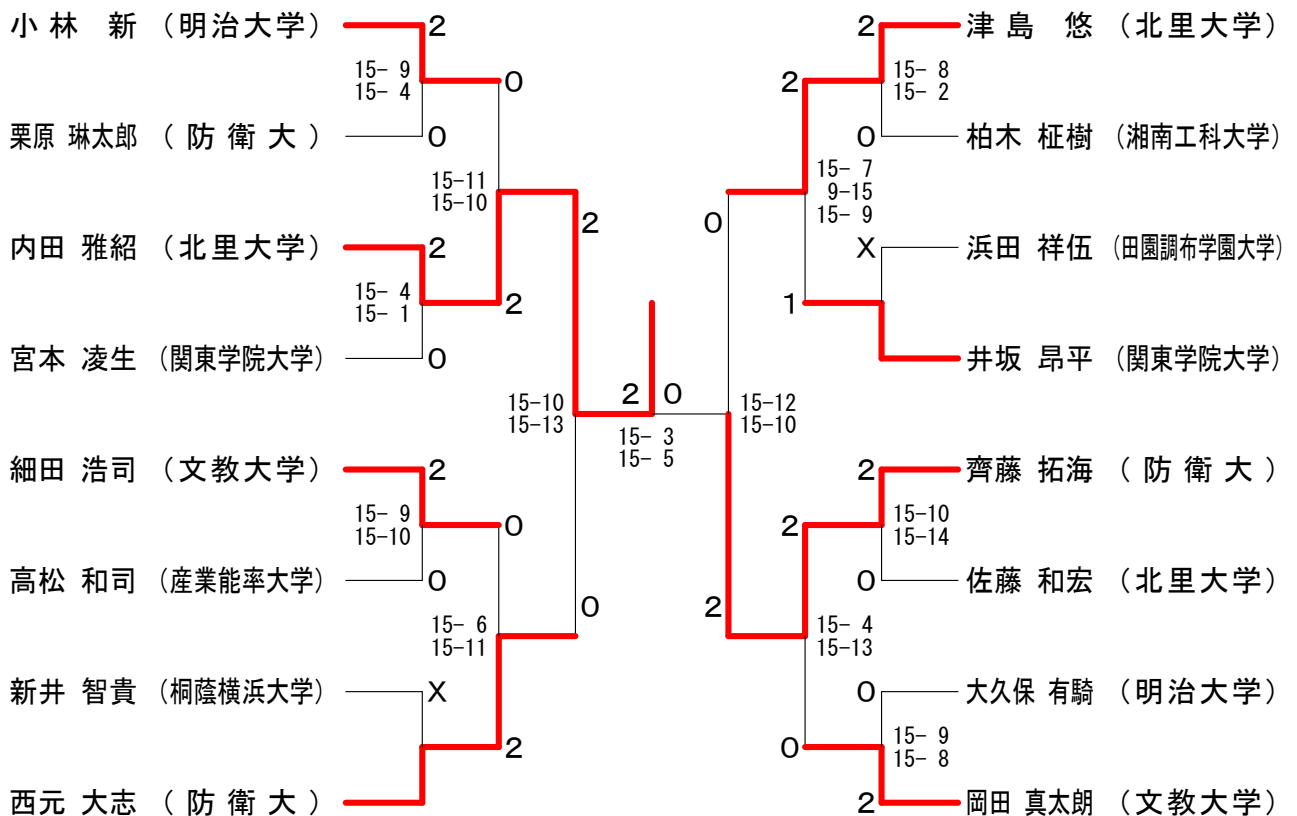 小林 新 （明治大学） 2
15- 9
15- 4
0
栗原 琳太郎 （防衛大） 0
15-11
15-10
2
内田 雅紹 （北里大学） 2
15- 4
15- 1
2
宮本 凌生 （関東学院大学） 0
15-10
15-13
2 0
15- 3
15- 5
細田 浩司 （文教大学） 2
15- 9
15-10
0
高松 和司 （産業能率大学） 0
15- 6
15-11
0
新井 智貴 （桐蔭横浜大学） X
2
西元 大志 （防衛大）
2 津島 悠 （北里大学）
2
15- 8
15- 2
0 柏木 柾樹 （湘南工科大学）
15- 7
9-15
15- 9
0
X 浜田 祥伍 （田園調布学園大学）
1
井坂 昂平 （関東学院大学）
15-12
15-10
2 齊藤 拓海 （防衛大）
2
15-10
15-14
0 佐藤 和宏 （北里大学）
2
15- 4
15-13
0 大久保 有騎 （明治大学）
0
15- 9
15- 8
2 岡田 真太朗 （文教大学）